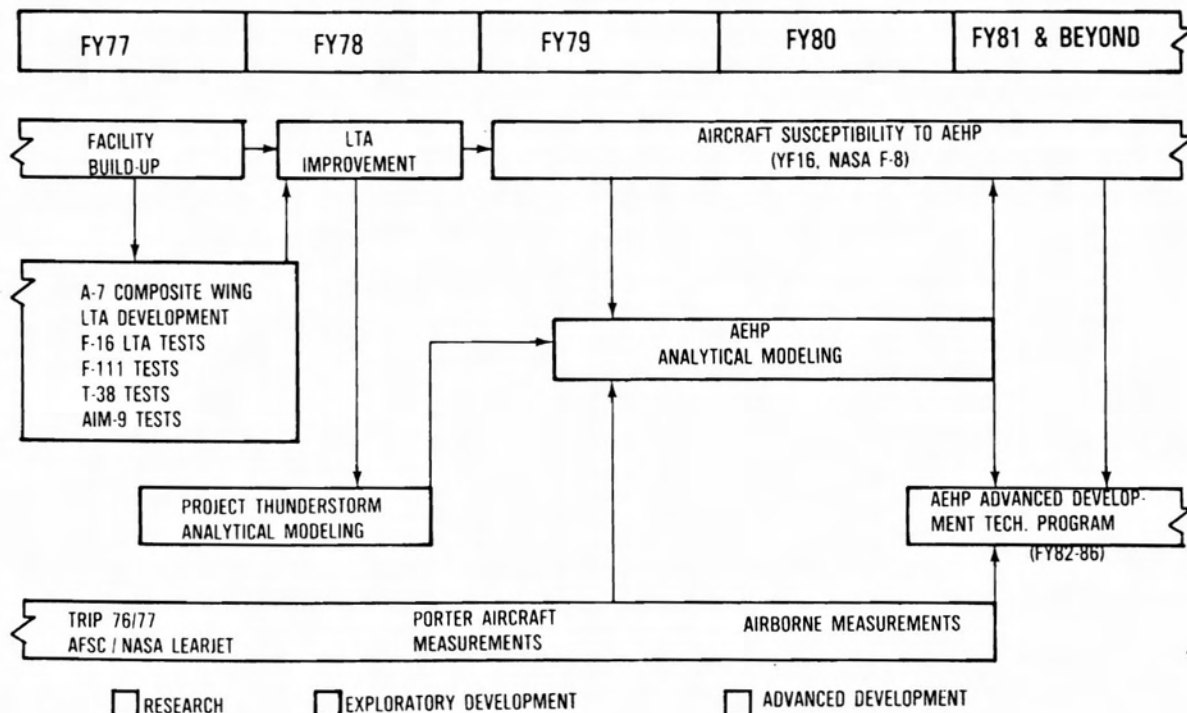 FY77
FY78
FY79
FY80
FY81 & BEYOND
FACILITY
BUILD-UP
LTA
IMPROVEMENT
AIRCRAFT SUSCEPTIBILITY TO AEHP
(YF16, NASA F-8)
A-7 COMPOSITE WING
LTA DEVELOPMENT
F-16 LTA TESTS
F-111 TESTS
T-38 TESTS
AIM-9 TESTS
AEHP
ANALYTICAL MODELING
PROJECT THUNDERSTORM
ANALYTICAL MODELING
AEHP ADVANCED DEVELOP-
MENT TECH. PROGRAM
(FY82-86)
TRIP 76/77
AFSC / NASA LEARJET
PORTER AIRCRAFT
MEASUREMENTS
AIRBORNE MEASUREMENTS
RESEARCH
EXPLORATORY DEVELOPMENT
ADVANCED DEVELOPMENT